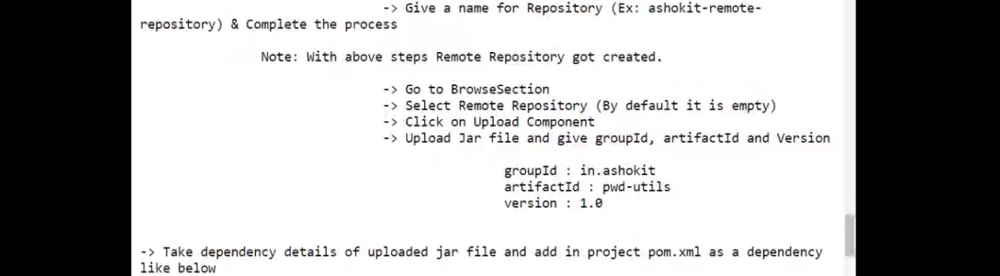 -> Give a name for Repository (Ex: ashokit-remote-
repository) & Complete the process
Note: With above steps Remote Repository got created.
-> Go to BrowseSection
-> Select Remote Repository (By default it is empty)
-> Click on Upload Component
-> Upload Jar file and give groupId, artifactId and Version
groupId : in.ashokit
artifactId : pwd-utils
version : 1.0
-> Take dependency details of uploaded jar file and add in project pom.xml as a dependency
like below